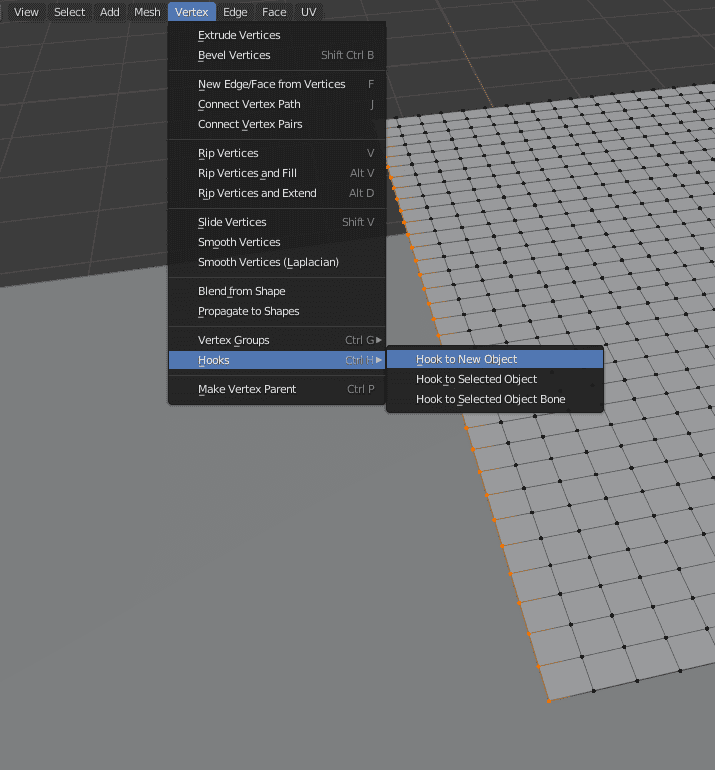 View Select Add Mesh Vertex Edge Face UV
Extrude Vertices
Bevel Vertices Shift Ctrl B
New Edge/Face from Vertices F
Connect Vertex Path J
Connect Vertex Pairs
Rip Vertices V
Rip Vertices and Fill Alt V
Rip Vertices and Extend Alt D
Slide Vertices Shift V
Smooth Vertices
Smooth Vertices (Laplacian)
Blend from Shape
Propagate to Shapes
Vertex Groups Ctrl G
Hooks Ctrl H
Make Vertex Parent Ctrl P
Hook to New Object
Hook to Selected Object
Hook to Selected Object Bone